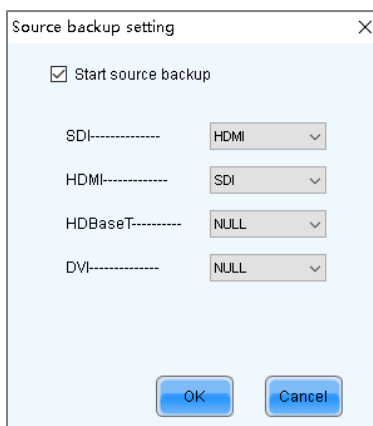 Source backup setting
Start source backup
SDI-------------- HDMI
HDMI------------- SDI
HDBaseT---------- NULL
DVI-------------- NULL
OK Cancel